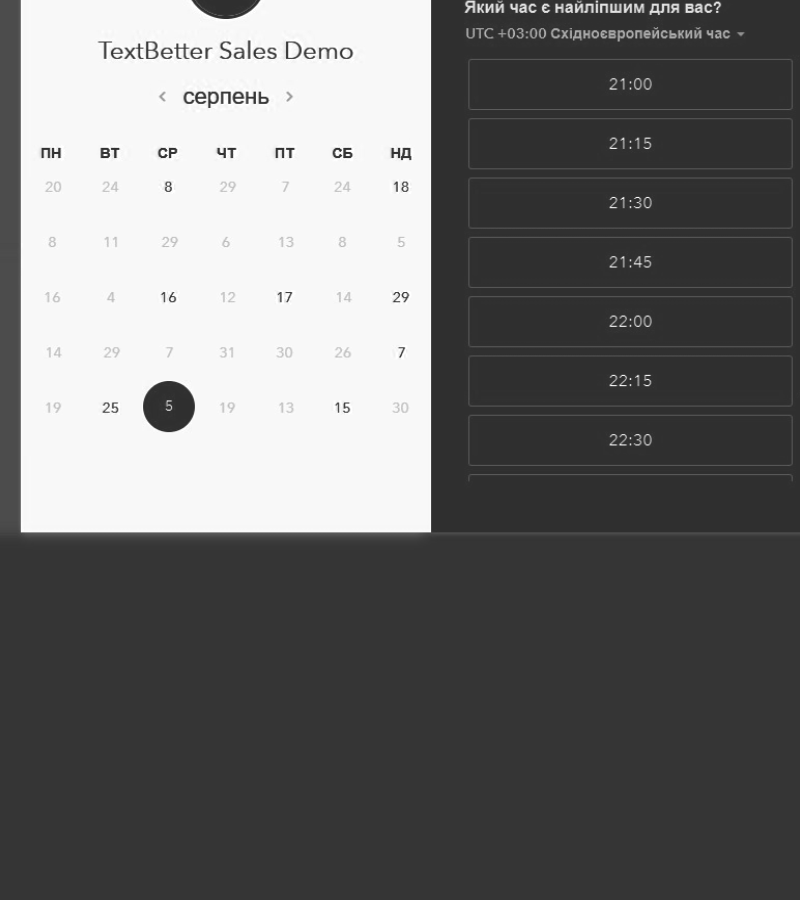 TextBetter Sales Demo
серпень
ПН ВТ СР ЧТ ПТ СБ НД
20 24 8 29 7 24 18
8 11 29 6 13 8 5
16 4 16 12 17 14 29
14 29 7 31 30 26 7
19 25 5 19 13 15 30
Який час є найліпшим для вас?
UTC +03:00 Східноєвропейський час
21:00
21:15
21:30
21:45
22:00
22:15
22:30